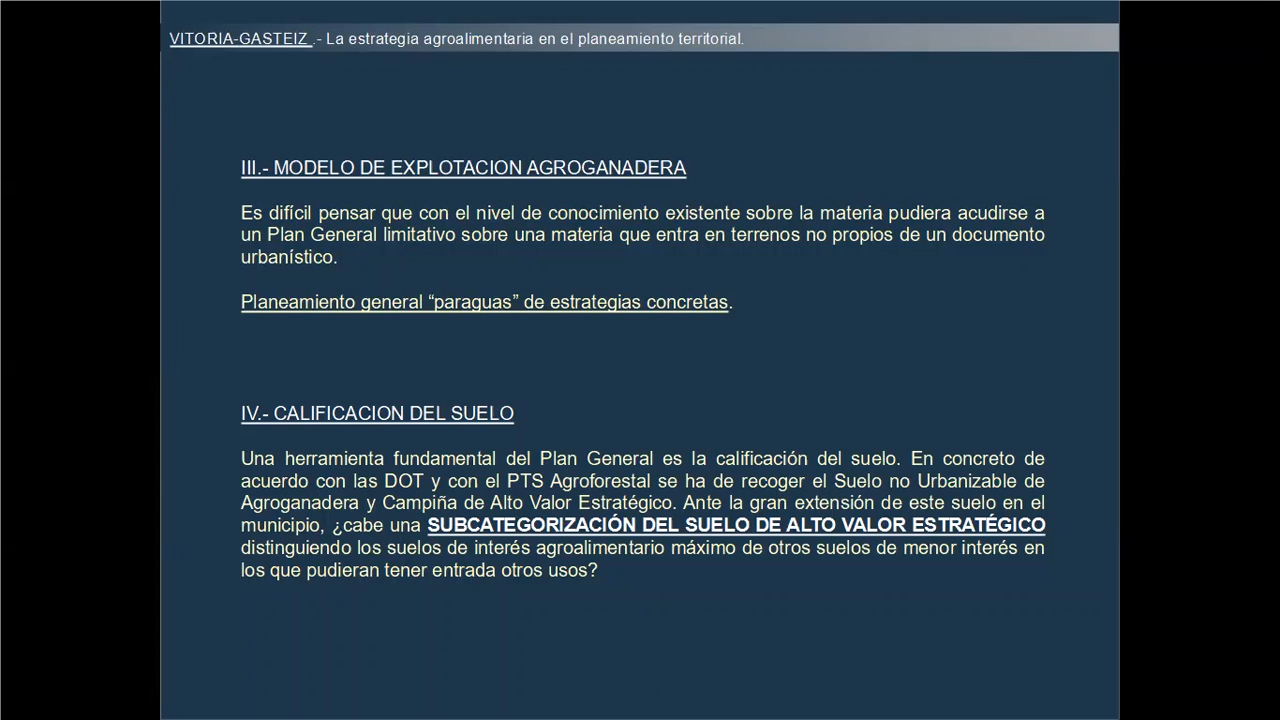 VITORIA-GASTEIZ .- La estrategia agroalimentaria en el planeamiento territorial.
III.- MODELO DE EXPLOTACION AGROGANADERA
Es difícil pensar que con el nivel de conocimiento existente sobre la materia pudiera acudirse a
un Plan General limitativo sobre una materia que entra en terrenos no propios de un documento
urbanístico.
Planeamiento general “paraguas” de estrategias concretas.
IV.- CALIFICACION DEL SUELO
Una herramienta fundamental del Plan General es la calificación del suelo. En concreto de
acuerdo con las DOT y con el PTS Agroforestal se ha de recoger el Suelo no Urbanizable de
Agroganadera y Campiña de Alto Valor Estratégico. Ante la gran extensión de este suelo en el
municipio, ¿cabe una SUBCATEGORIZACIÓN DEL SUELO DE ALTO VALOR ESTRATÉGICO
distinguiendo los suelos de interés agroalimentario máximo de otros suelos de menor interés en
los que pudieran tener entrada otros usos?